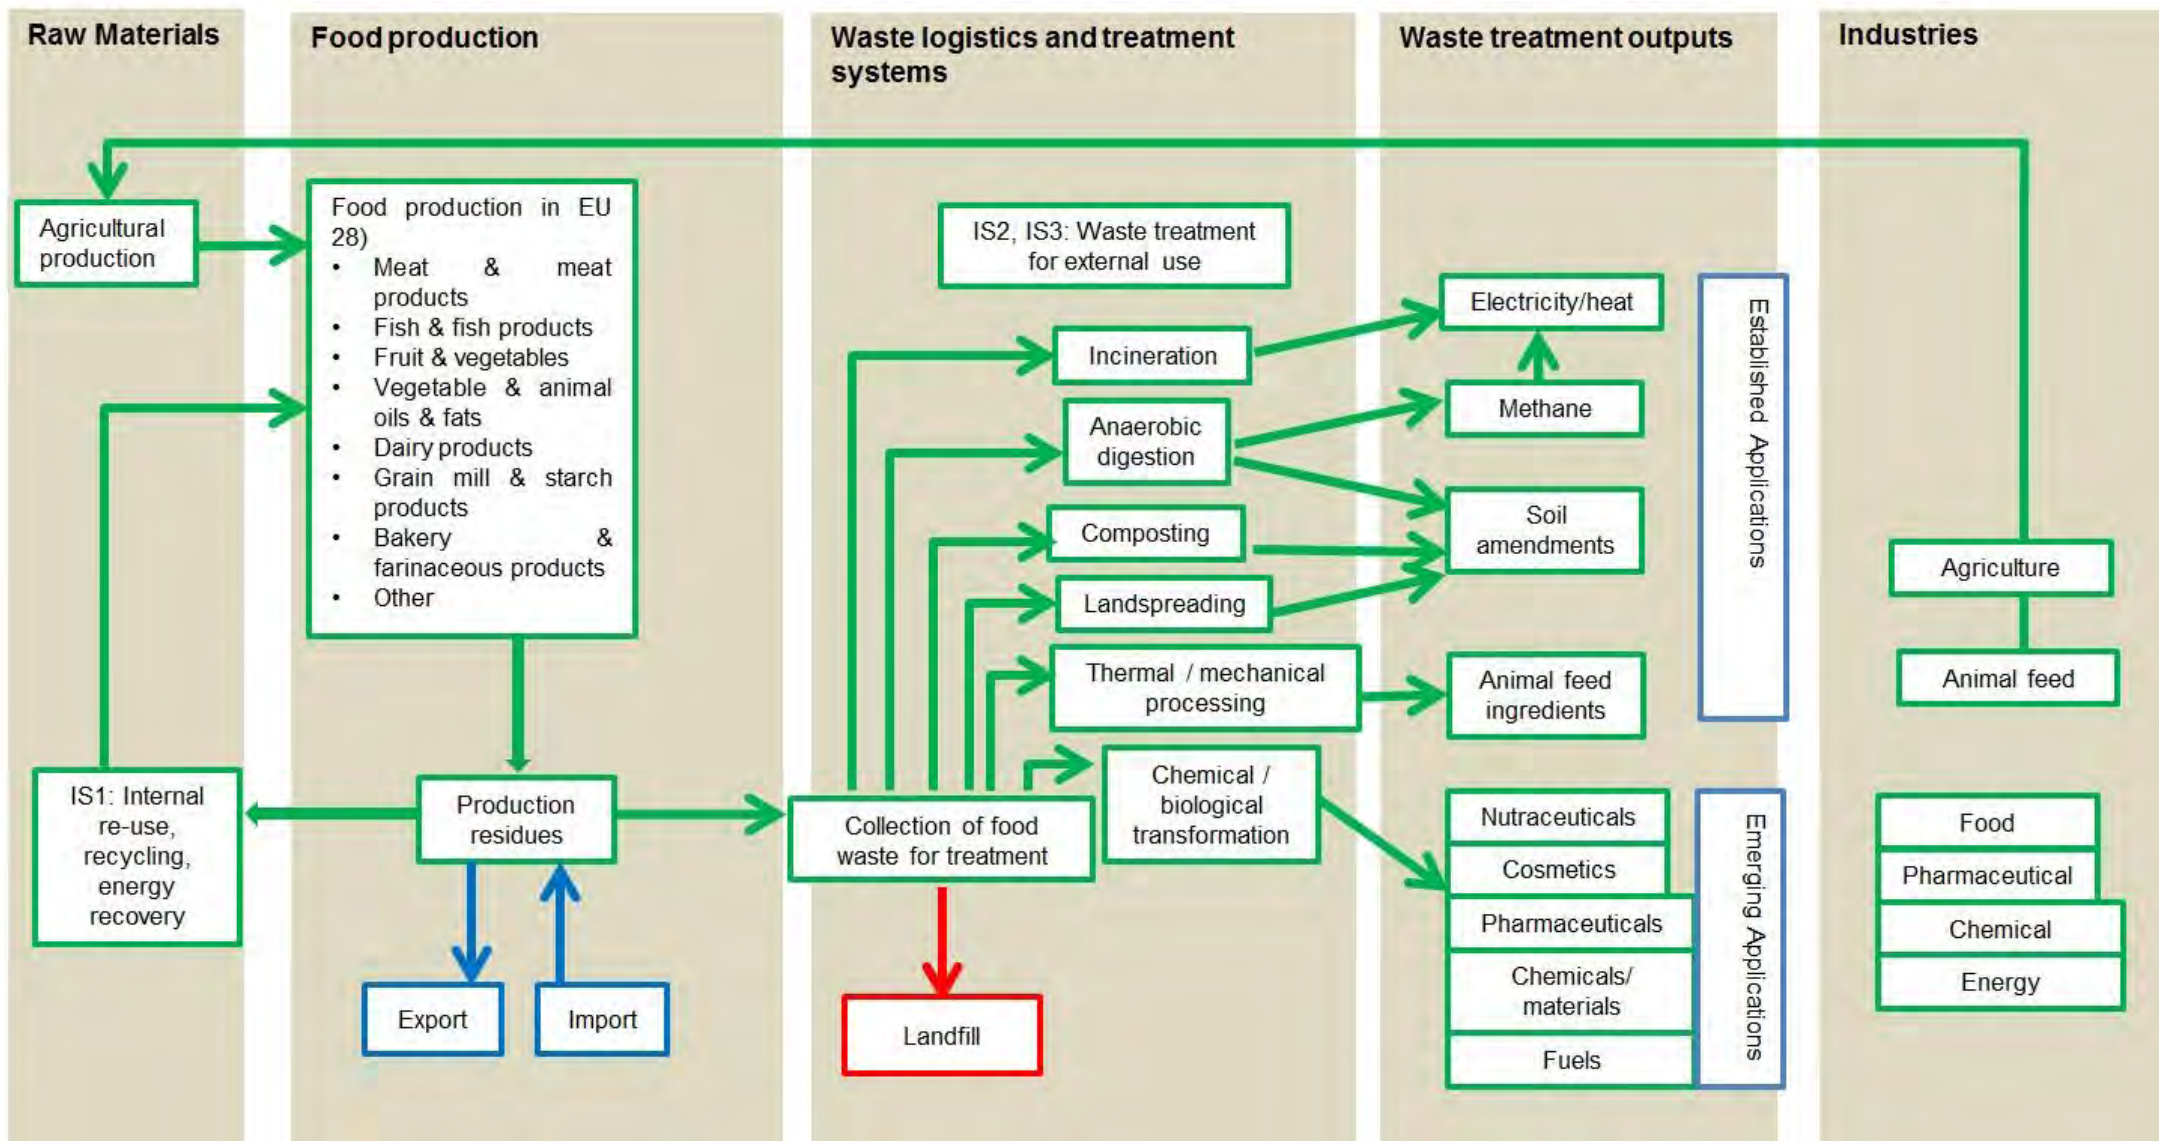 Raw Materials
Food production
Waste logistics and treatment
systems
Waste treatment outputs
Industries
Agricultural
production
Food production in EU
28)
• Meat & meat
products
• Fish & fish products
• Fruit & vegetables
• Vegetable & animal
oils & fats
• Dairy products
• Grain mill & starch
products
• Bakery &
farinaceous products
• Other
IS1: Internal
re-use,
recycling,
energy
recovery
Production
residues
Export
Import
IS2, IS3: Waste treatment
for external use
Incineration
Anaerobic
digestion
Composting
Landspreading
Thermal / mechanical
processing
Chemical /
biological
transformation
Collection of food
waste for treatment
Landfill
Electricity/heat
Methane
Soil
amendments
Animal feed
ingredients
Established Applications
Nutraceuticals
Cosmetics
Pharmaceuticals
Chemicals/
materials
Fuels
Emerging Applications
Agriculture
Animal feed
Food
Pharmaceutical
Chemical
Energy